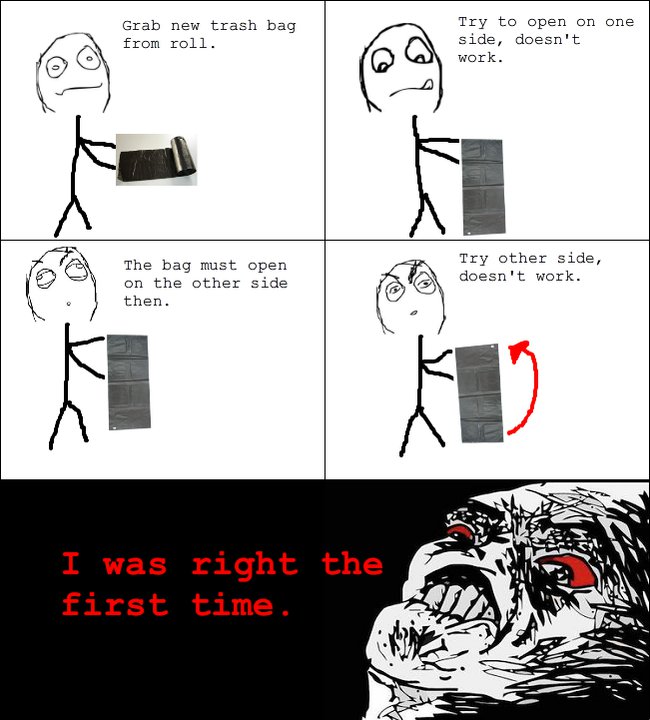 Grab new trash bag
from roll.
Try to open on one
side, doesn't
work.
The bag must open
on the other side
then.
Try other side,
doesn't work.
I was right the
first time.